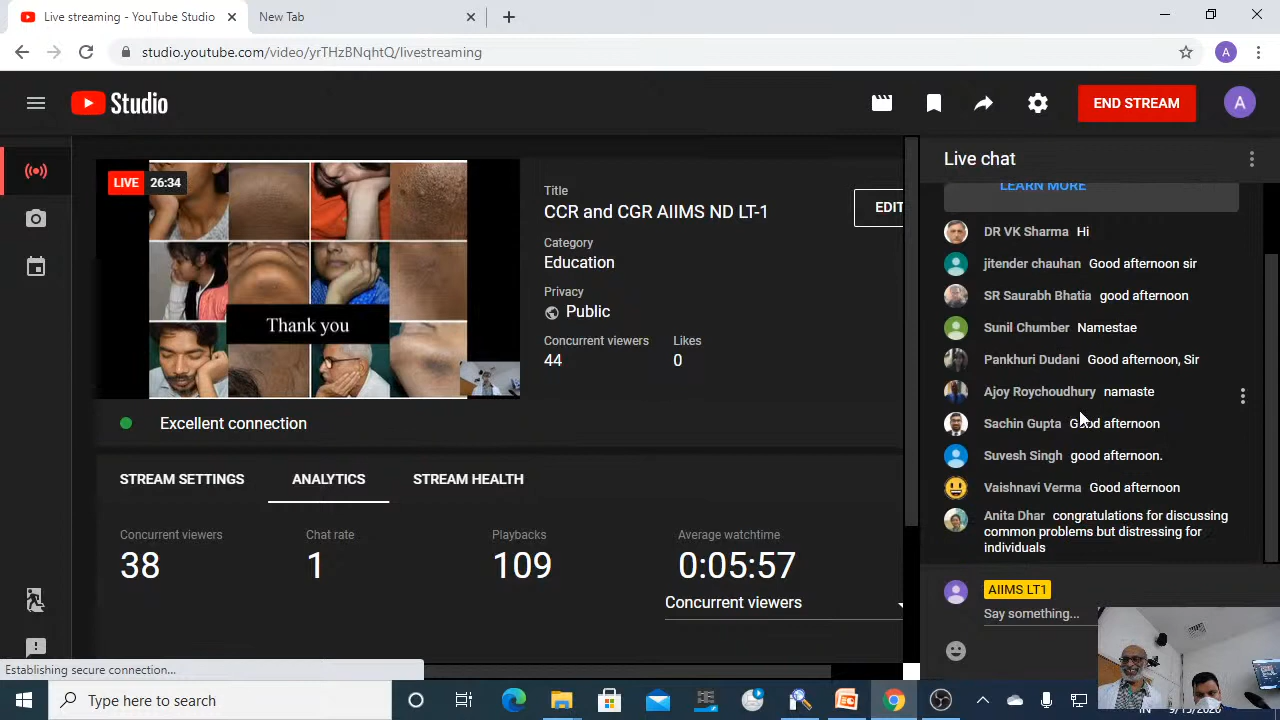 Live streaming - YouTube Studio
New Tab
studio.youtube.com/video/yrTHzBNqhtQ/livestreaming
A
Studio
END STREAM
A
LIVE 26:34
Thank you
Title
CCR and CGR AIIMS ND LT-1
EDIT
Category
Education
Privacy
Public
Concurrent viewers Likes
44 0
Excellent connection
STREAM SETTINGS ANALYTICS STREAM HEALTH
Concurrent viewers Chat rate Playbacks Average watchtime
38 1 109 0:05:57
Concurrent viewers
Live chat
LEARN MORE
DR VK Sharma Hi
jitender chauhan Good afternoon sir
SR Saurabh Bhatia good afternoon
Sunil Chumber Namestae
Pankhuri Dudani Good afternoon, Sir
Ajoy Roychoudhury namaste
Sachin Gupta Good afternoon
Suvesh Singh good afternoon.
Vaishnavi Verma Good afternoon
Anita Dhar congratulations for discussing
common problems but distressing for
individuals
AIIMS LT1
Say something...
Establishing secure connection...
Type here to search
IN